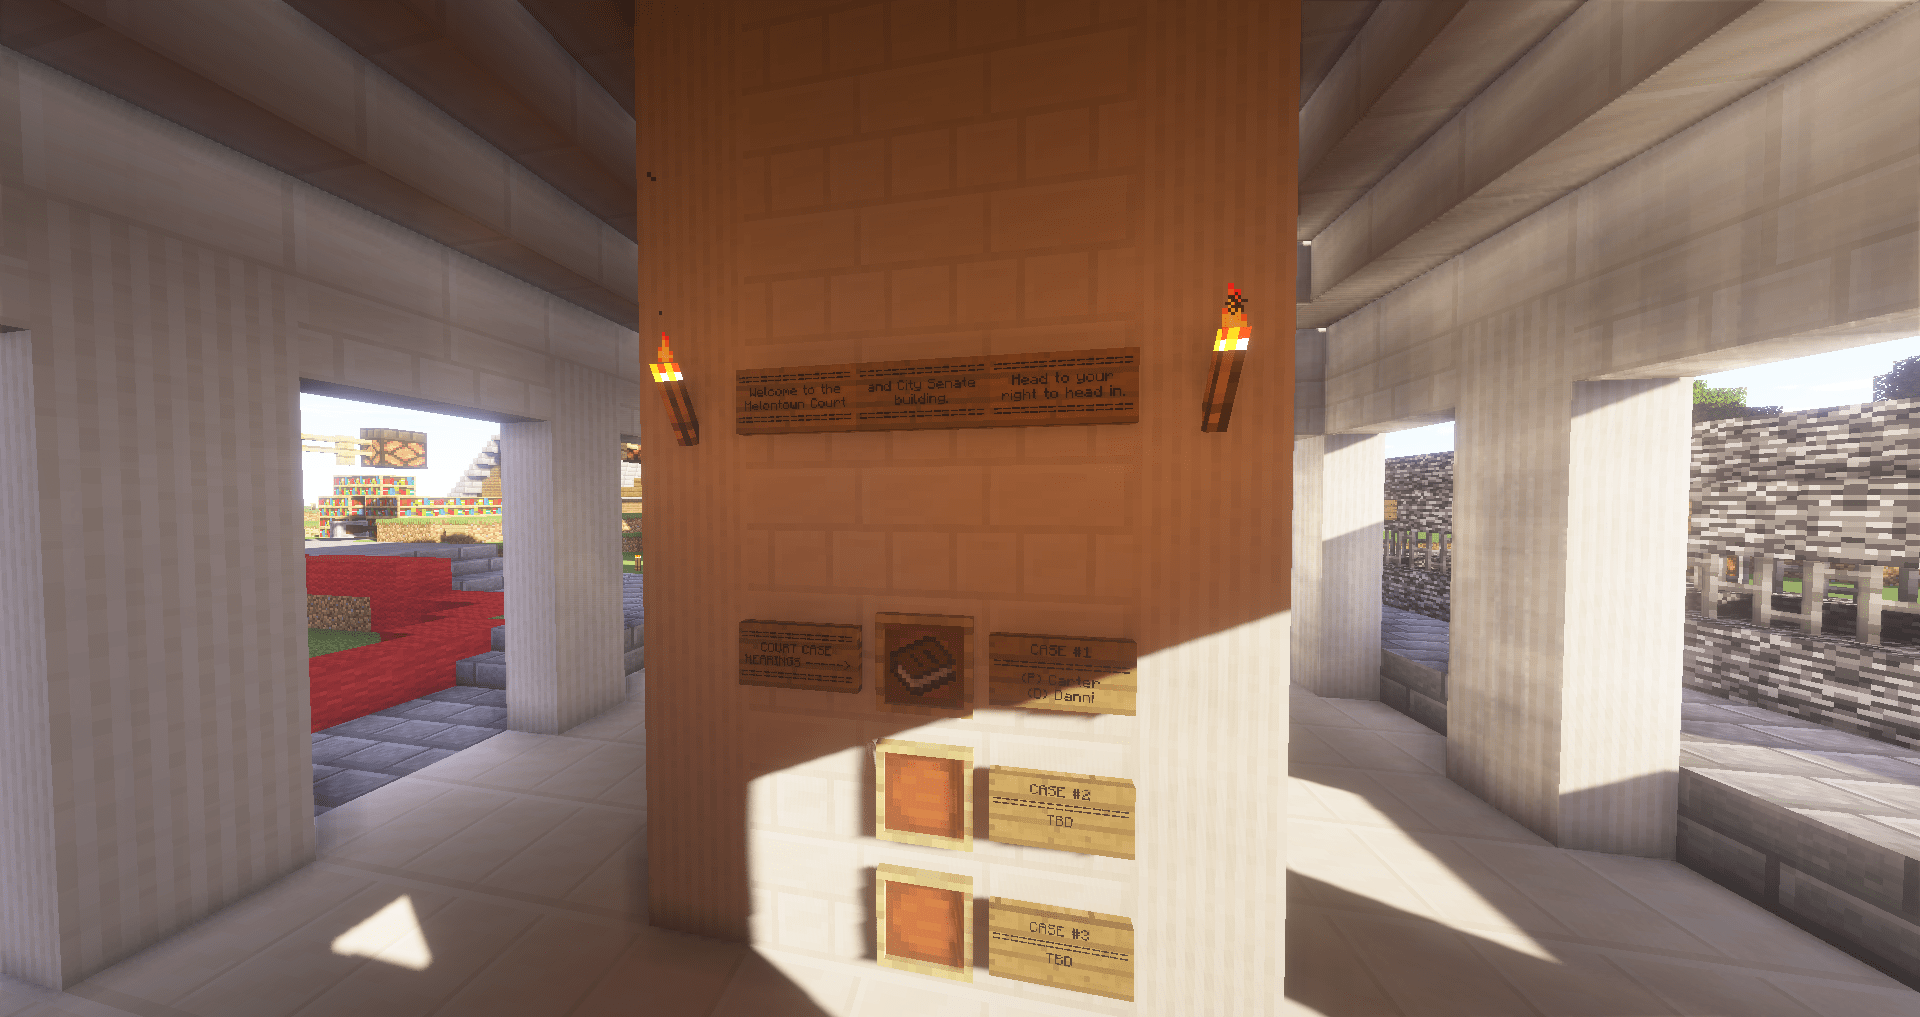 Welcome to the
Melontown Court
and City Senate
building.
Head to your
right to head in.
COURT CASE
HEARINGS ---->
CASE #1
==============
(P) Carter
(D) Danni
CASE #2
==============
TBD
CASE #3
==============
TBD